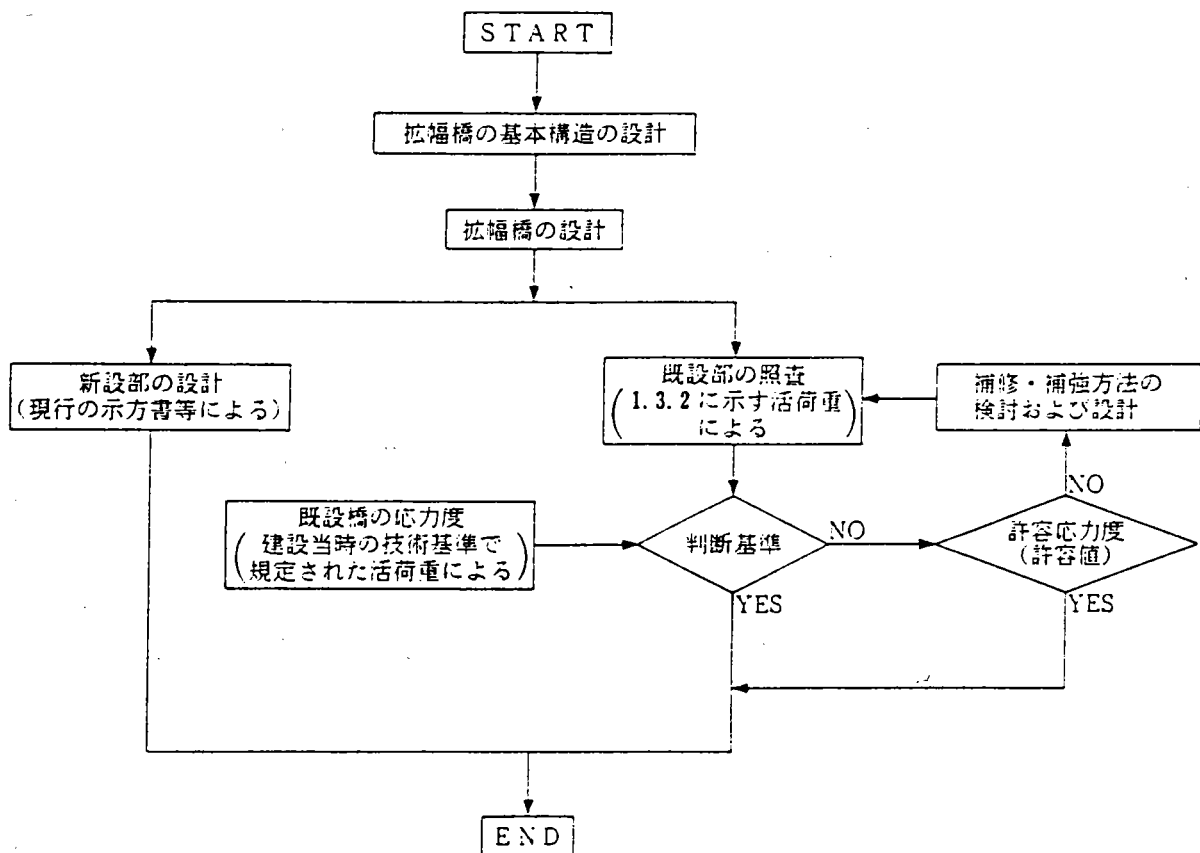 START
拡幅橋の基本構造の設計
拡幅橋の設計
新設部の設計
(現行の示方書等による)
既設部の照査
(1.3.2に示す活荷重
による)
補修・補強方法の
検討および設計
NO
既設橋の応力度
(建設当時の技術基準で
規定された活荷重による)
判断基準
NO
許容応力度
(許容値)
YES
YES
END